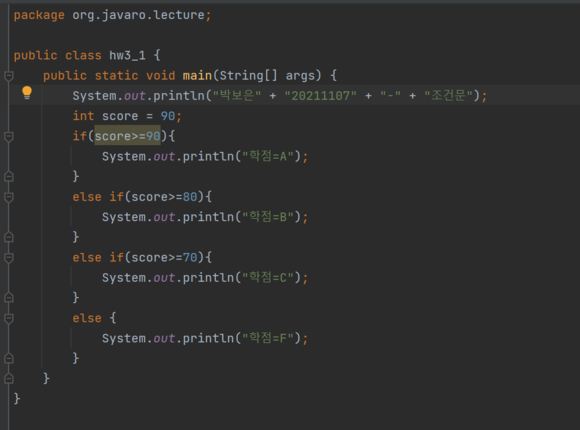 package org.javaro.lecture;
public class hw3_1 {
public static void main(String[] args) {
System.out.println("박보은" + "20211107" + "-" + "조건문");
int score = 90;
if(score>=90){
System.out.println("학점=A");
}
else if(score>=80){
System.out.println("학점=B");
}
else if(score>=70){
System.out.println("학점=C");
}
else {
System.out.println("학점=F");
}
}
}